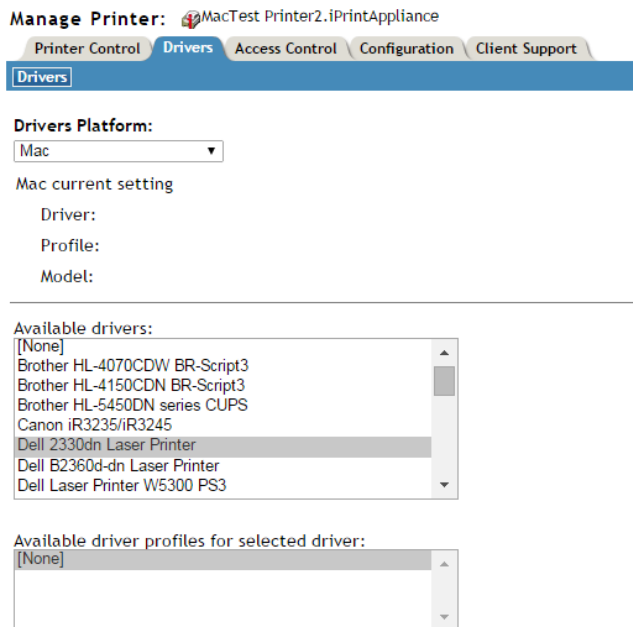 Manage Printer: MacTest Printer2.iPrintAppliance
Printer Control Drivers Access Control Configuration Client Support
Drivers
Drivers Platform:
Mac
Mac current setting
Driver:
Profile:
Model:
Available drivers:
[None]
Brother HL-4070CDW BR-Script3
Brother HL-4150CDN BR-Script3
Brother HL-5450DN series CUPS
Canon iR3235/iR3245
Dell 2330dn Laser Printer
Dell B2360d-dn Laser Printer
Dell Laser Printer W5300 PS3
Available driver profiles for selected driver:
[None]